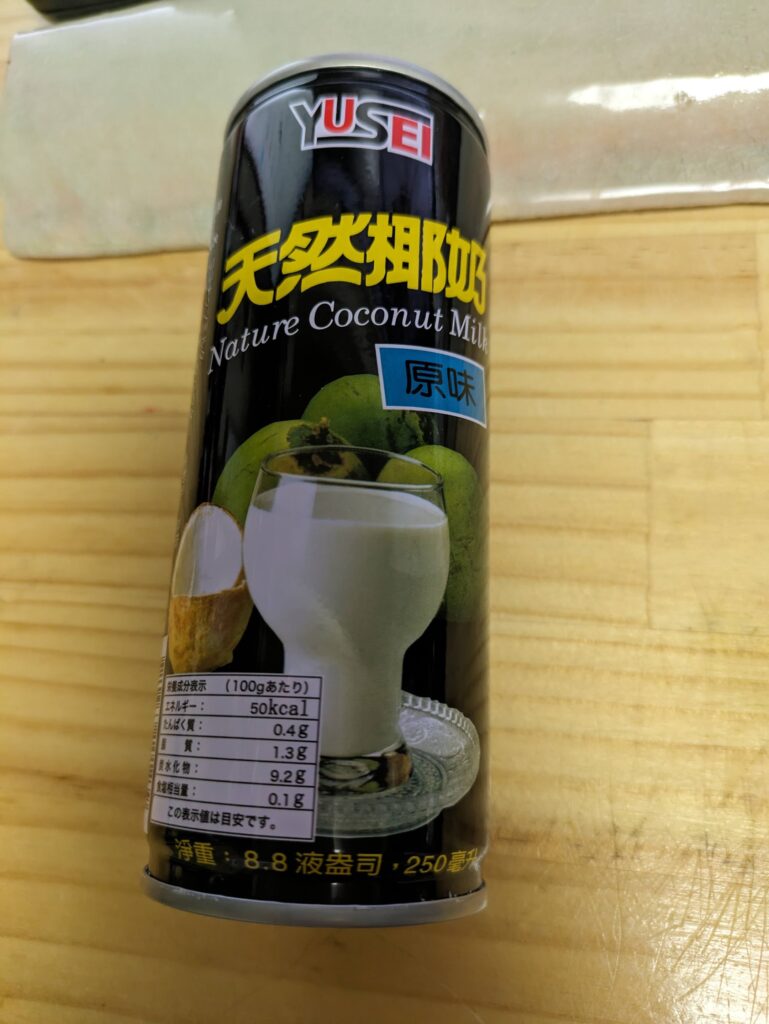 YUSEI
天然椰奶
Nature Coconut Milk
原味
栄養成分表示 (100gあたり)
エネルギー: 50kcal
たんぱく質: 0.4g
質: 1.3g
炭水化物: 9.2g
食塩相当量: 0.1g
この表示値は目安です。
淨重:8.8液盎司,250毫升